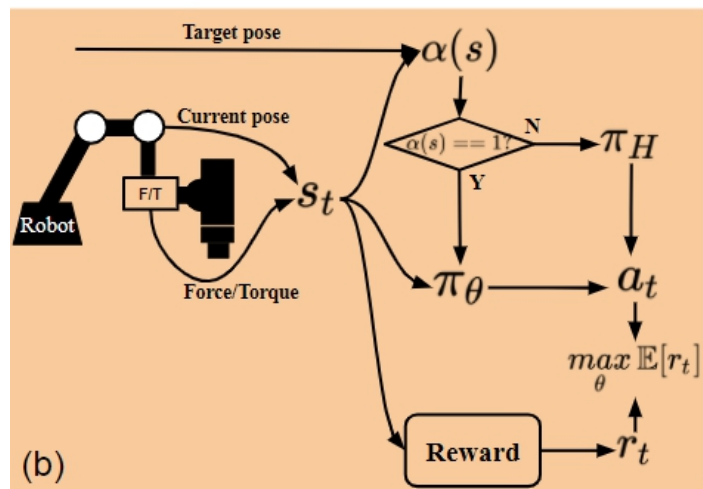 Target pose
α(s)
Current pose
α(s) == 1?
N
π_H
F/T
s_t
Y
Robot
Force/Torque
π_θ
a_t
max_θ 𝔼[r_t]
Reward
r_t
(b)